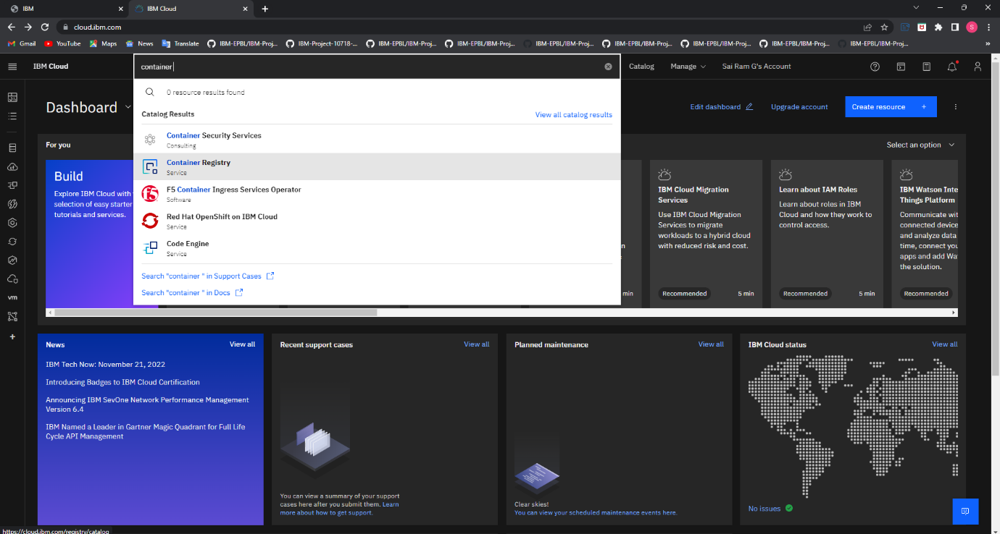 IBM
IBM Cloud
cloud.ibm.com
S
Gmail
YouTube
Maps
News
Translate
IBM-EPBL/IBM-Proj...
IBM-Project-10718-...
IBM-EPBL/IBM-Proj...
IBM-EPBL/IBM-Proj...
IBM-EPBL/IBM-Proj...
IBM-EPBL/IBM-Proj...
IBM-EPBL/IBM-Proj...
IBM-EPBL/IBM-Proj...
IBM-EPBL/IBM-Proj...
IBM Cloud
container
Catalog
Manage
Sai Ram G's Account
0 resource results found
Catalog Results
View all catalog results
Container Security Services
Consulting
Container Registry
Service
F5 Container Ingress Services Operator
Software
Red Hat OpenShift on IBM Cloud
Service
Code Engine
Service
Search "container " in Support Cases
Search "container " in Docs
Dashboard
Edit dashboard
Upgrade account
Create resource +
For you
Select an option
Build
Explore IBM Cloud with
selection of easy starter
tutorials and services.
n
min
IBM Cloud Migration
Services
Use IBM Cloud Migration
Services to migrate
workloads to a hybrid cloud
with reduced risk and cost.
Recommended
5 min
Learn about IAM Roles
Learn about roles in IBM
Cloud and how they work to
control access.
Recommended
5 min
IBM Watson Inte
Things Platform
Communicate wit
connected device
and analyze data
time, connect you
apps and add Wa
the solution.
Recommended
vm
News
View all
IBM Tech Now: November 21, 2022
Introducing Badges to IBM Cloud Certification
Announcing IBM SevOne Network Performance Management
Version 6.4
IBM Named a Leader in Gartner Magic Quadrant for Full Life
Cycle API Management
Recent support cases
View all
You can view a summary of your support
cases here after you submit them. Learn
more about how to get support.
Planned maintenance
View all
Clear skies!
You can view your scheduled maintenance events here.
IBM Cloud status
View all
No issues
https://cloud.ibm.com/registry/catalog